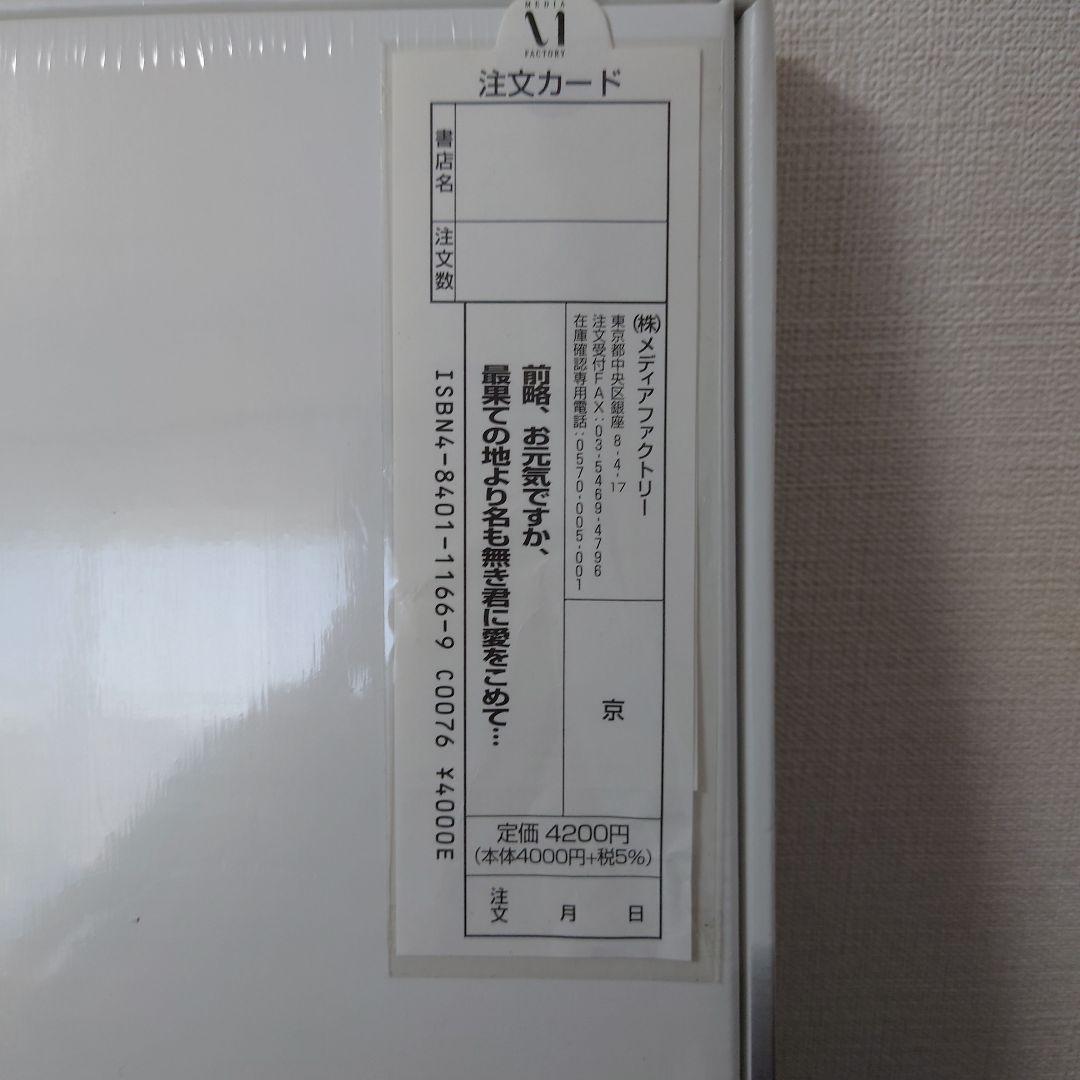 MEDIA
FACTORY
注文カード
書店名
注文数
(株)メディアファクトリー
東京都中央区銀座 8-4-17
注文受付FAX:03-5469-4796
在庫確認専用電話:0570-005-001
京
前略、お元気ですか、
最果ての地より名も無き君に愛をこめて…
ISBN4-8401-1166-9 C0076 ¥4000E
定価 4200円
(本体4000円+税5%)
注文 月 日